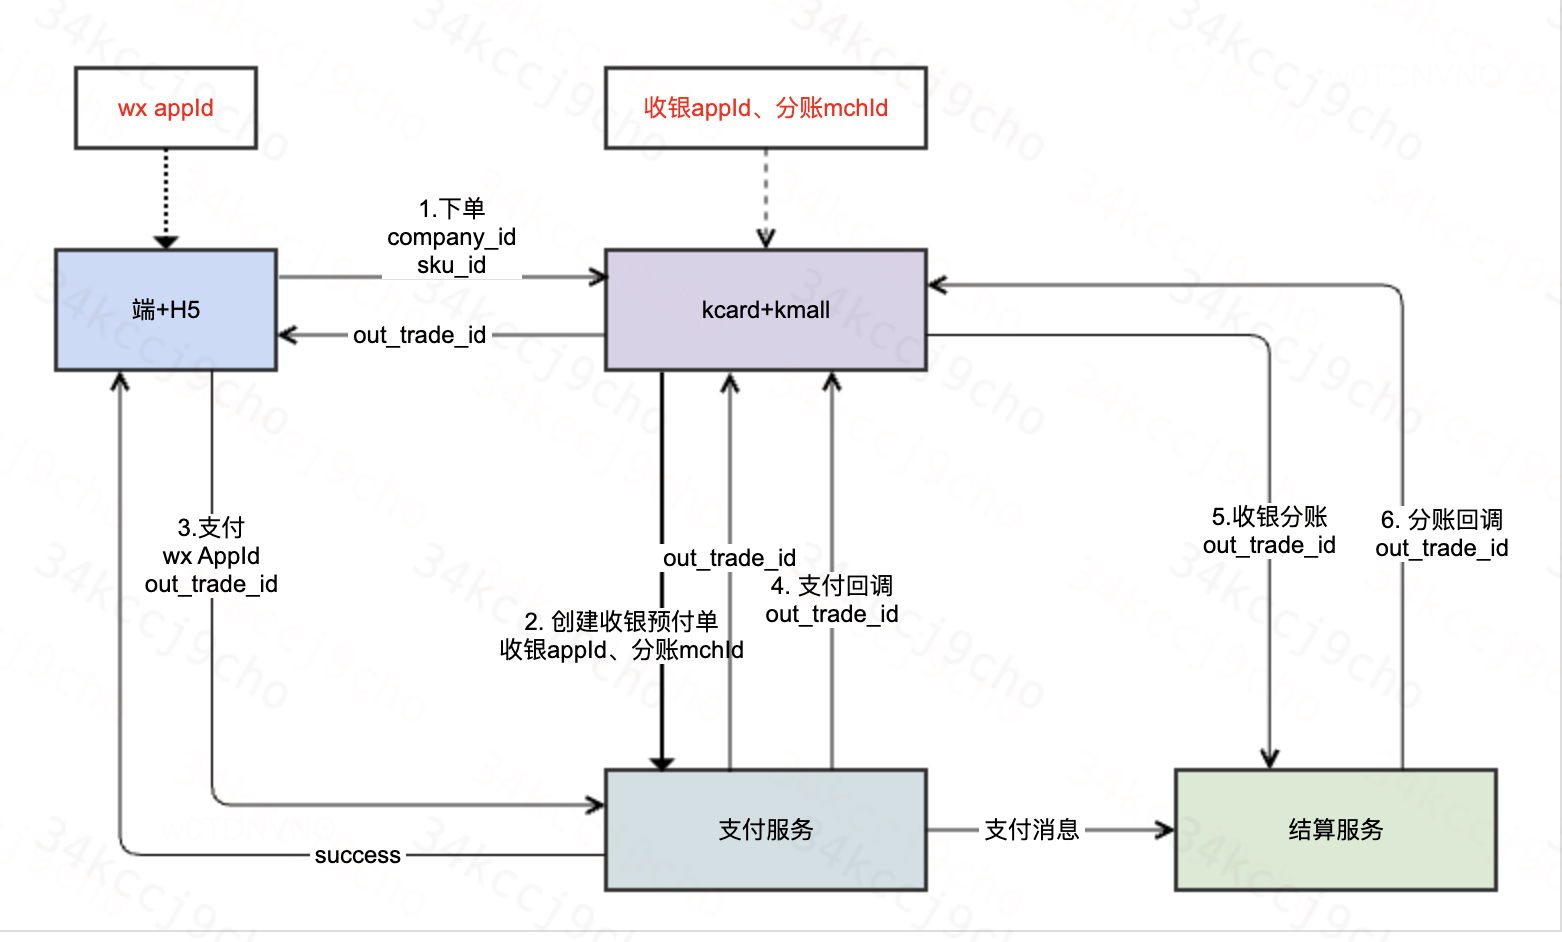 wx appId
收银appId、分账mchId
1.下单
company_id
sku_id
端+H5
kcard+kmall
out_trade_id
3.支付
wx AppId
out_trade_id
out_trade_id
4. 支付回调
out_trade_id
2. 创建收银预付单
收银appId、分账mchId
5.收银分账
out_trade_id
6. 分账回调
out_trade_id
支付服务
支付消息
结算服务
success